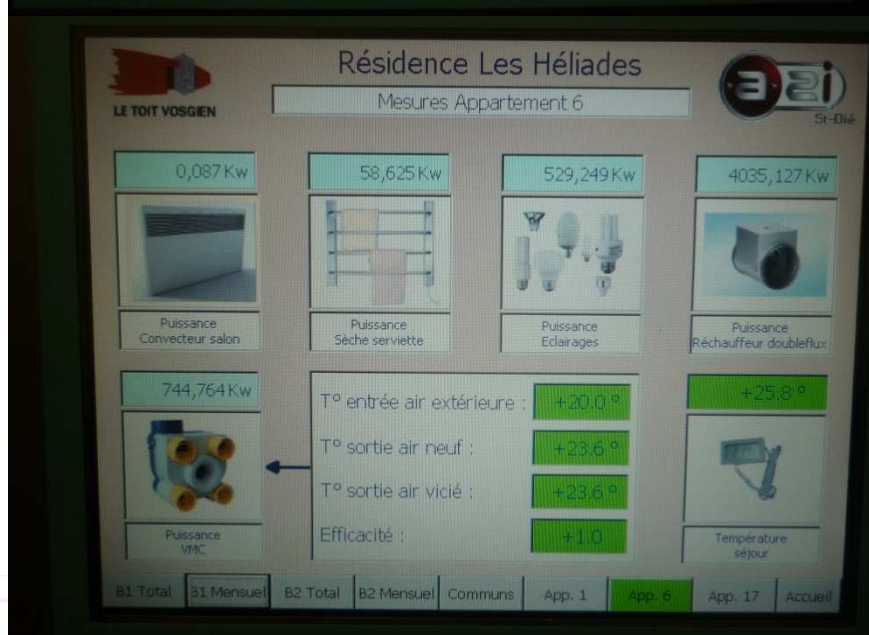 Résidence Les Héliades
LE TOIT VOSGIEN
Mesures Appartement 6
a2i
St-Dié
0,087 Kw
58,625 Kw
529,249 Kw
4035,127 Kw
Puissance
Convecteur salon
Puissance
Sèche serviette
Puissance
Eclairages
Puissance
Réchauffeur doubleflux
744,764 Kw
Puissance
VMC
T° entrée air extérieure : +20.0 °
T° sortie air neuf : +23.6 °
T° sortie air vicié : +23.6 °
Efficacité : +1.0
+25.8 °
Température
séjour
B1 Total B1 Mensuel B2 Total B2 Mensuel Communs App. 1 App. 6 App. 17 Accueil